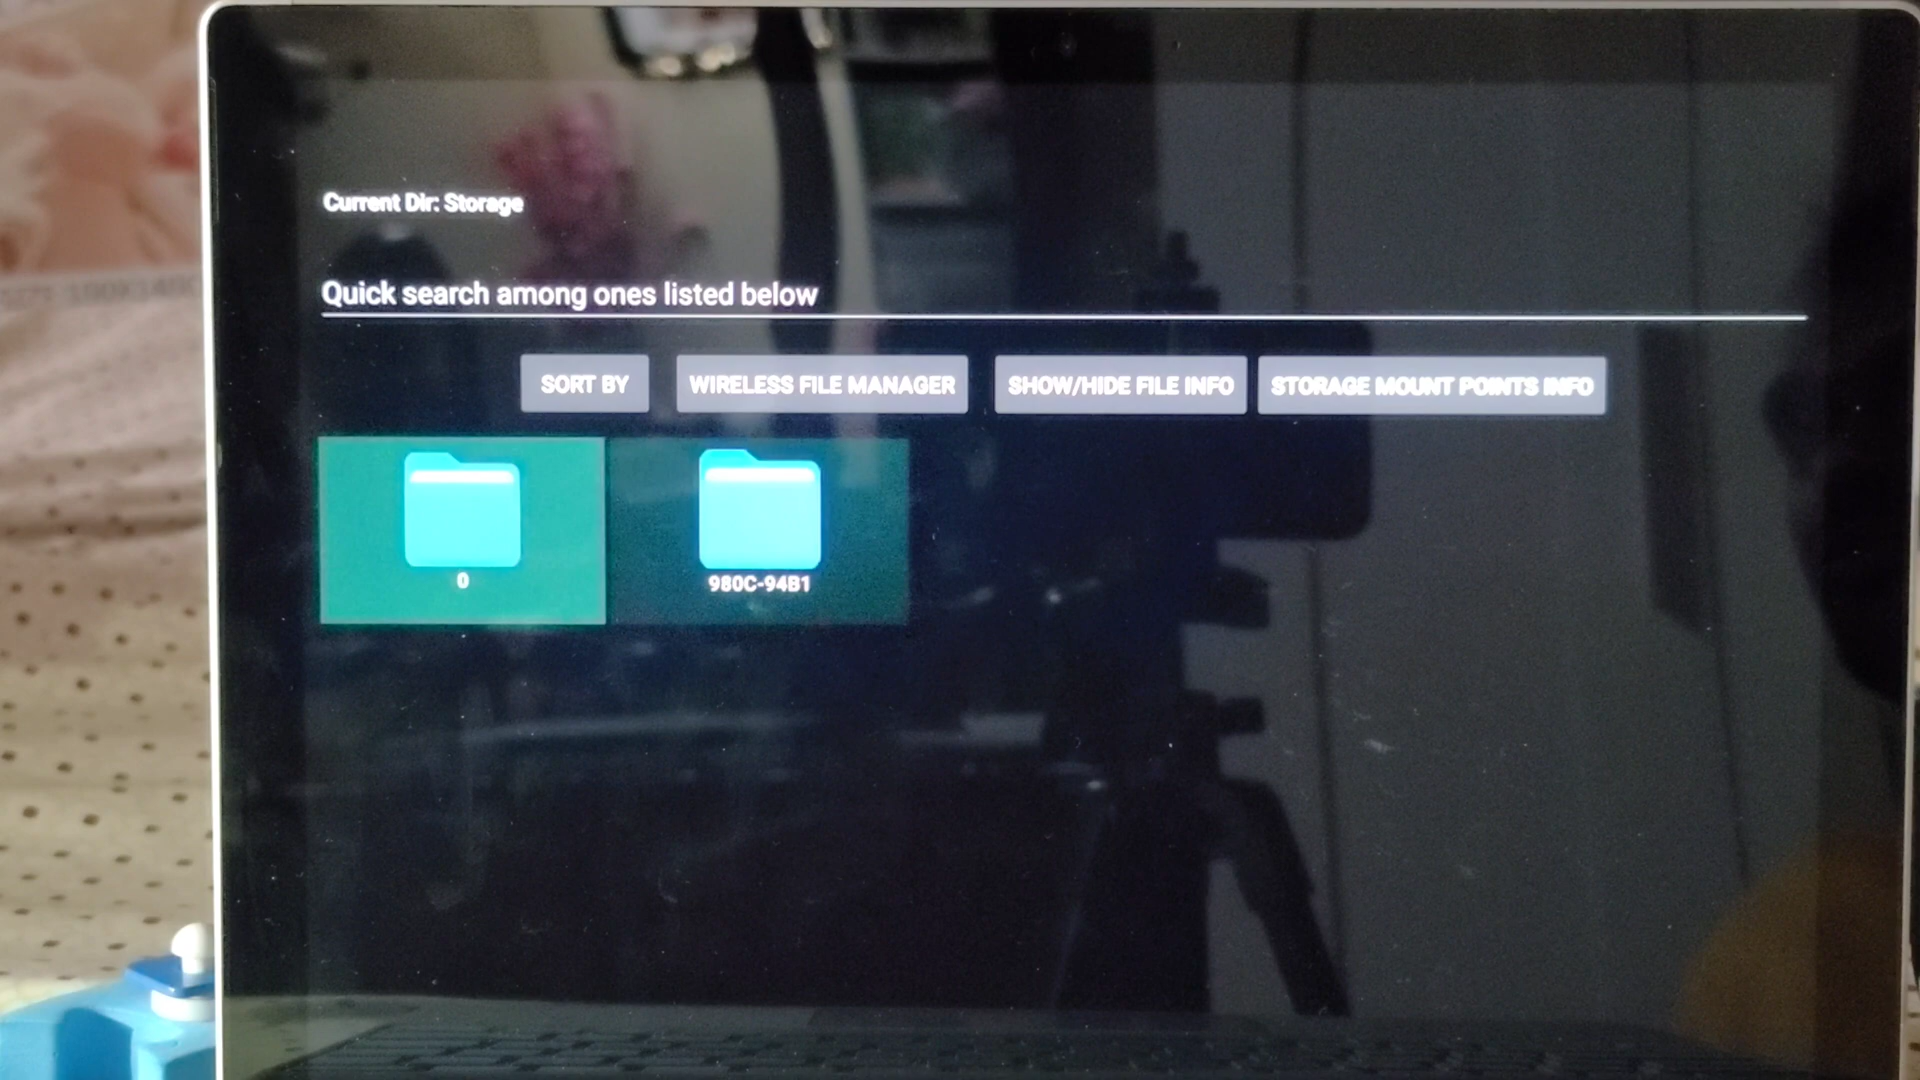 Current Dir: Storage
Quick search among ones listed below
SORT BY
WIRELESS FILE MANAGER
SHOW/HIDE FILE INFO
STORAGE MOUNT POINTS INFO
0
980C-94B1